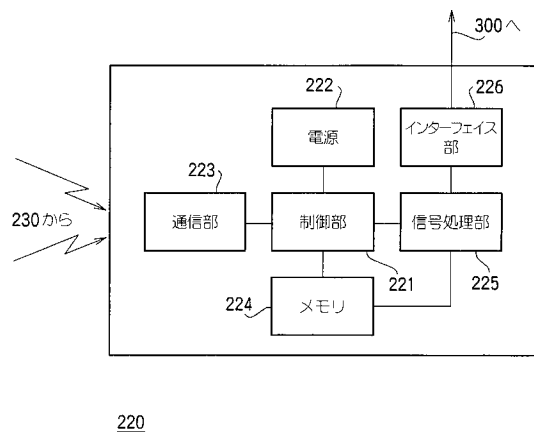 300へ
222
226
電源
インターフェイス
部
223
230から
通信部
制御部
信号処理部
221
225
224
メモリ
220